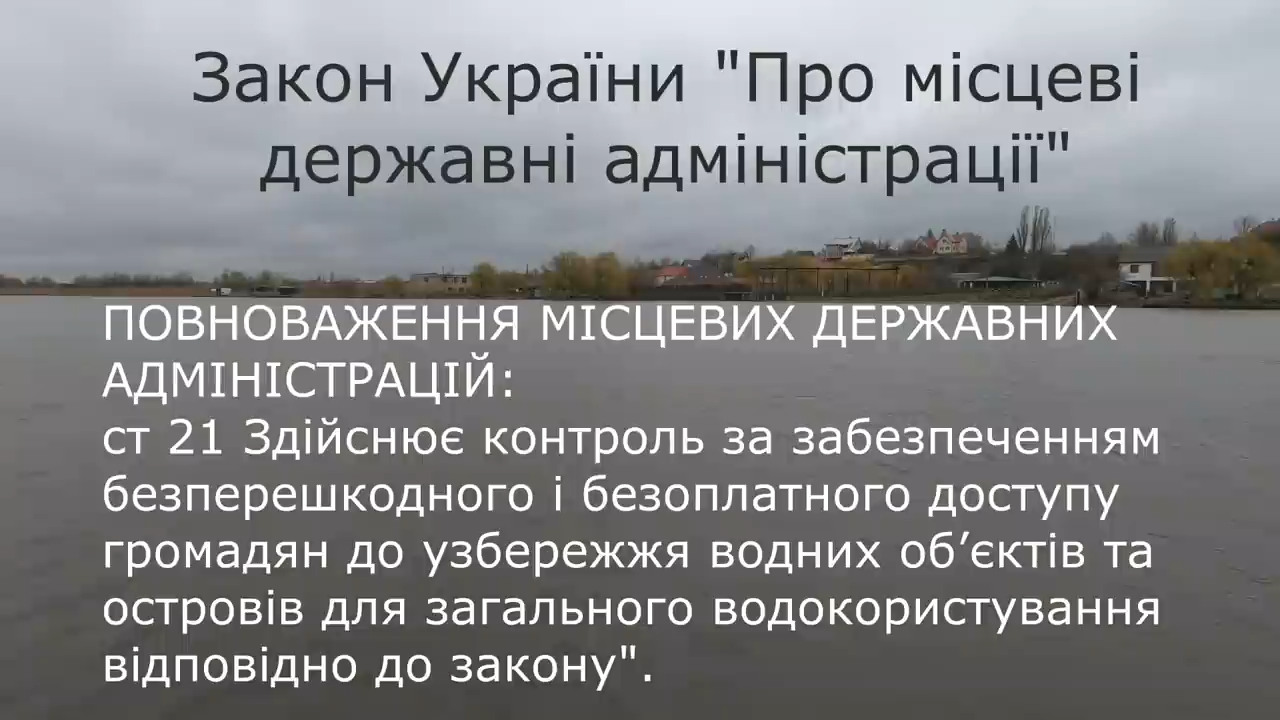 Закон України "Про місцеві
державні адміністрації"
ПОВНОВАЖЕННЯ МІСЦЕВИХ ДЕРЖАВНИХ
АДМІНІСТРАЦІЙ:
ст 21 Здійснює контроль за забезпеченням
безперешкодного і безоплатного доступу
громадян до узбережжя водних об’єктів та
островів для загального водокористування
відповідно до закону".